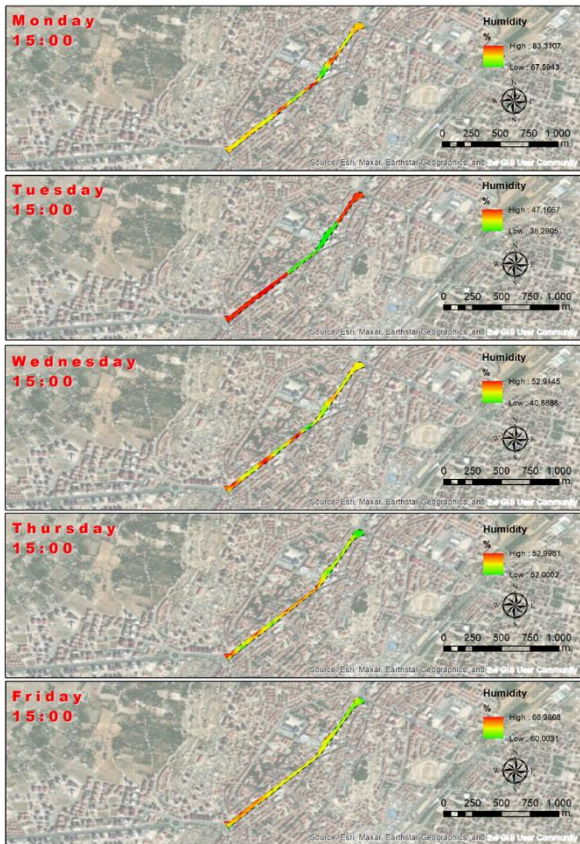 Monday
15:00
Humidity
%
High : 83.3107
Low : 67.5943
0 250 500 750 1.000
m.
Source: Esri, Maxar, Earthstar Geographics, and the GIS User Community
Tuesday
15:00
Humidity
%
High : 47.1667
Low : 38.2805
W E
S
0 250 500 750 1.000
m.
Source: Esri, Maxar, Earthstar Geographics, and the GIS User Community
Wednesday
15:00
Humidity
%
High : 52.9145
Low : 40.8888
W E
S
0 250 500 750 1.000
m.
Source: Esri, Maxar, Earthstar Geographics, and the GIS User Community
Thursday
15:00
Humidity
%
High : 52.9981
Low : 52.0002
W E
S
0 250 500 750 1.000
m.
Source: Esri, Maxar, Earthstar Geographics, and the GIS User Community
Friday
15:00
Humidity
%
High : 68.9868
Low : 60.0031
W E
S
0 250 500 750 1.000
m.
Source: Esri, Maxar, Earthstar Geographics, and the GIS User Community